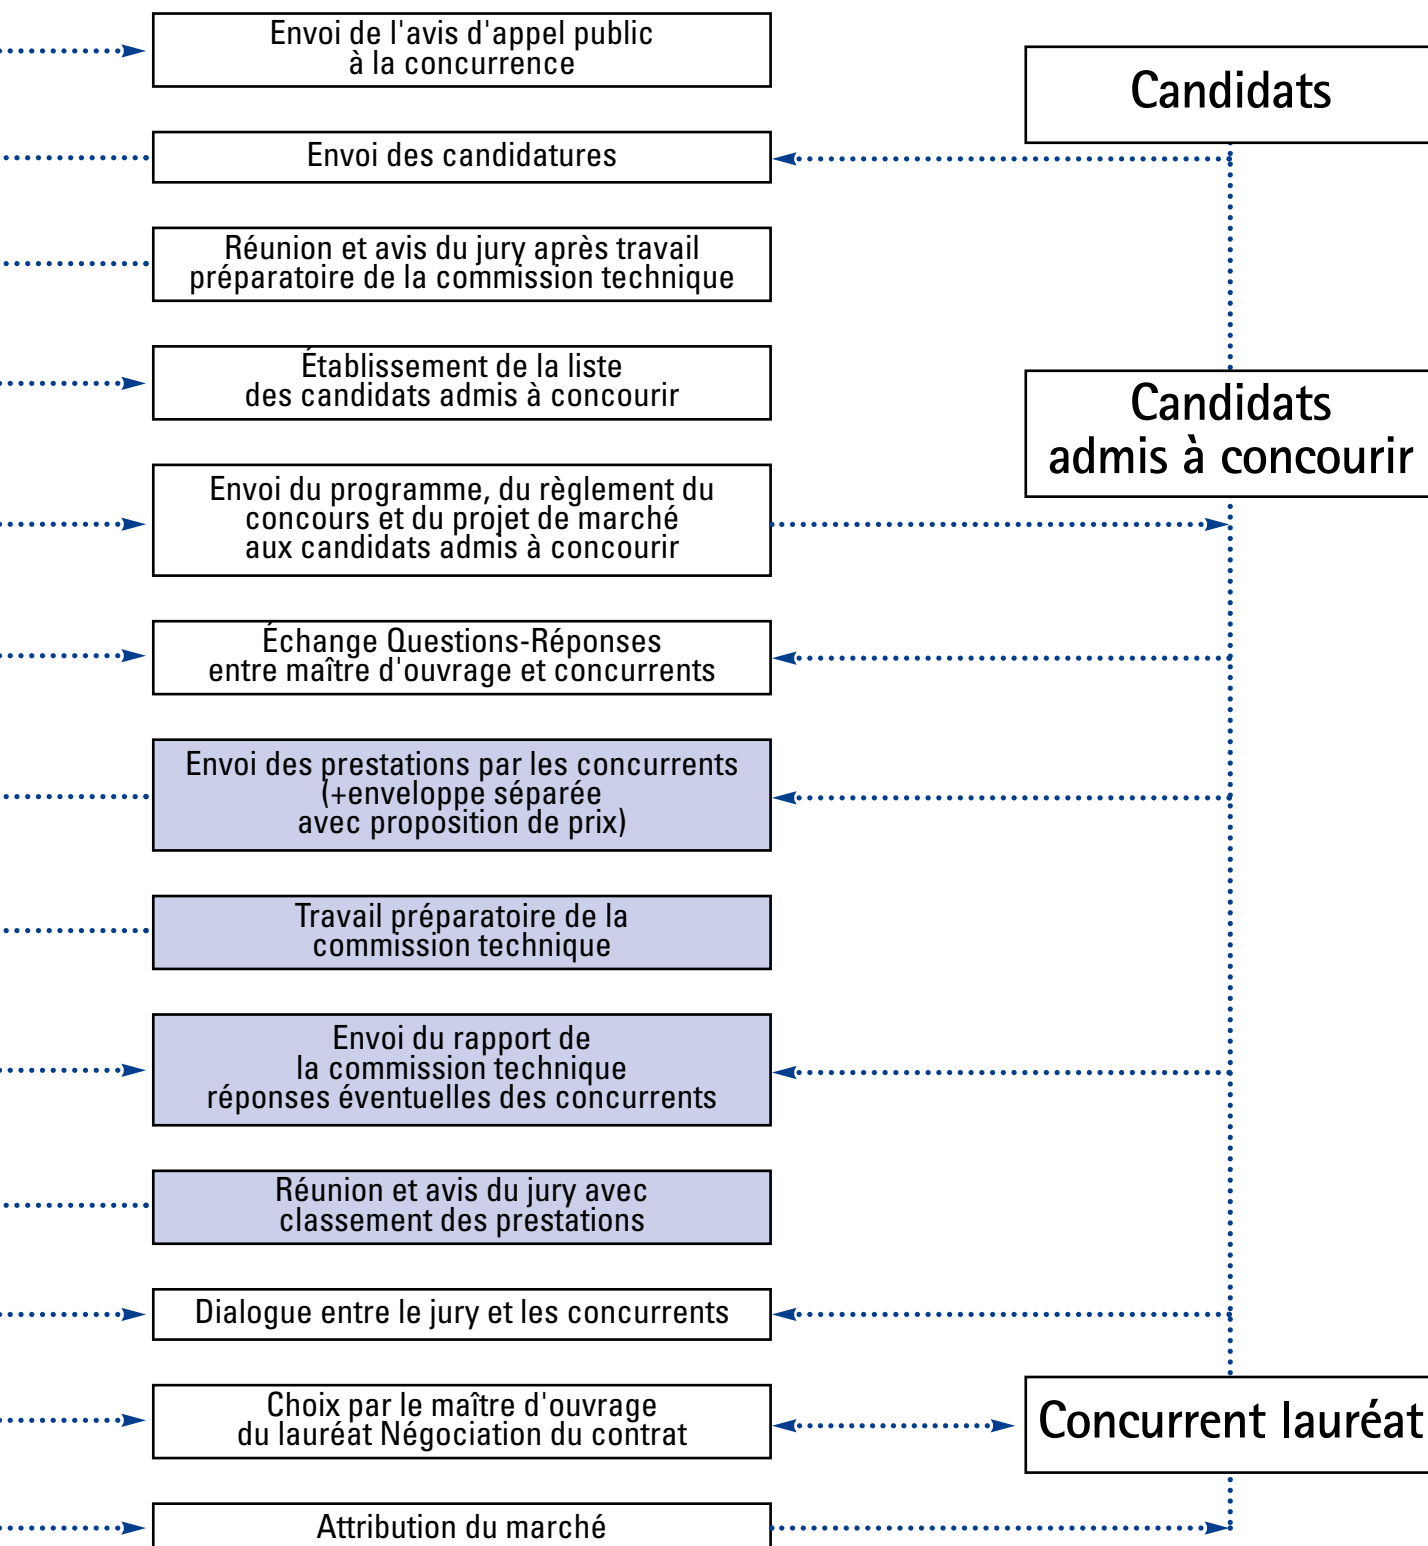 Envoi de l'avis d'appel public
à la concurrence
Candidats
Envoi des candidatures
Réunion et avis du jury après travail
préparatoire de la commission technique
Établissement de la liste
des candidats admis à concourir
Candidats
admis à concourir
Envoi du programme, du règlement du
concours et du projet de marché
aux candidats admis à concourir
Échange Questions-Réponses
entre maître d'ouvrage et concurrents
Envoi des prestations par les concurrents
(+enveloppe séparée
avec proposition de prix)
Travail préparatoire de la
commission technique
Envoi du rapport de
la commission technique
réponses éventuelles des concurrents
Réunion et avis du jury avec
classement des prestations
Dialogue entre le jury et les concurrents
Choix par le maître d'ouvrage
du lauréat Négociation du contrat
Concurrent lauréat
Attribution du marché